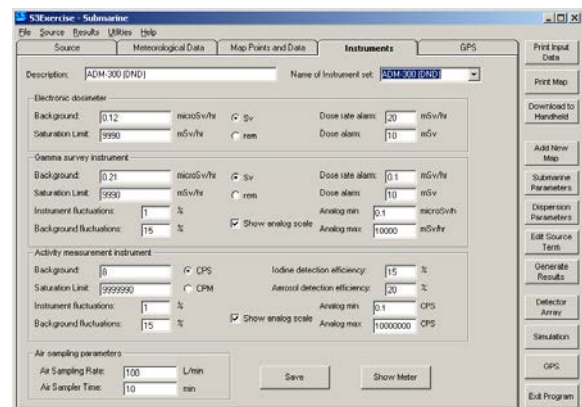 S3Exercise - Submarine
File Source Results Utilities Help
Source Meteorological Data Map Points and Data Instruments GPS
Description: ADM-300 (DND) Name of Instrument set: ADM-300 (DND)
Electronic dosimeter
Background: 0.12 microSv/hr Sv Dose rate alarm: 20 mSv/hr
Saturation Limit: 9990 mSv/hr rem Dose alarm: 10 mSv
Gamma survey instrument
Background: 0.21 microSv/hr Sv Dose rate alarm: 0.1 mSv/hr
Saturation Limit: 9990 mSv/hr rem Dose alarm: 10 mSv
Instrument fluctuations: 1 % Show analog scale Analog min 0.1 microSv/h
Background fluctuations: 15 % Analog max 10000 mSv/hr
Activity measurement instrument
Background: 8 CPS Iodine detection efficiency: 15 %
Saturation Limit: 9999990 CPM Aerosol detection efficiency: 20 %
Instrument fluctuations: 1 % Show analog scale Analog min 0.1 CPS
Background fluctuations: 15 % Analog max 10000000 CPS
Air sampling parameters
Air Sampling Rate: 100 L/min
Air Sampler Time: 10 min
Save Show Meter
Print Input Data
Print Map
Download to Handheld
Add New Map
Submarine Parameters
Dispersion Parameters
Edit Source Term
Generate Results
Detector Array
Simulation
GPS
Exit Program